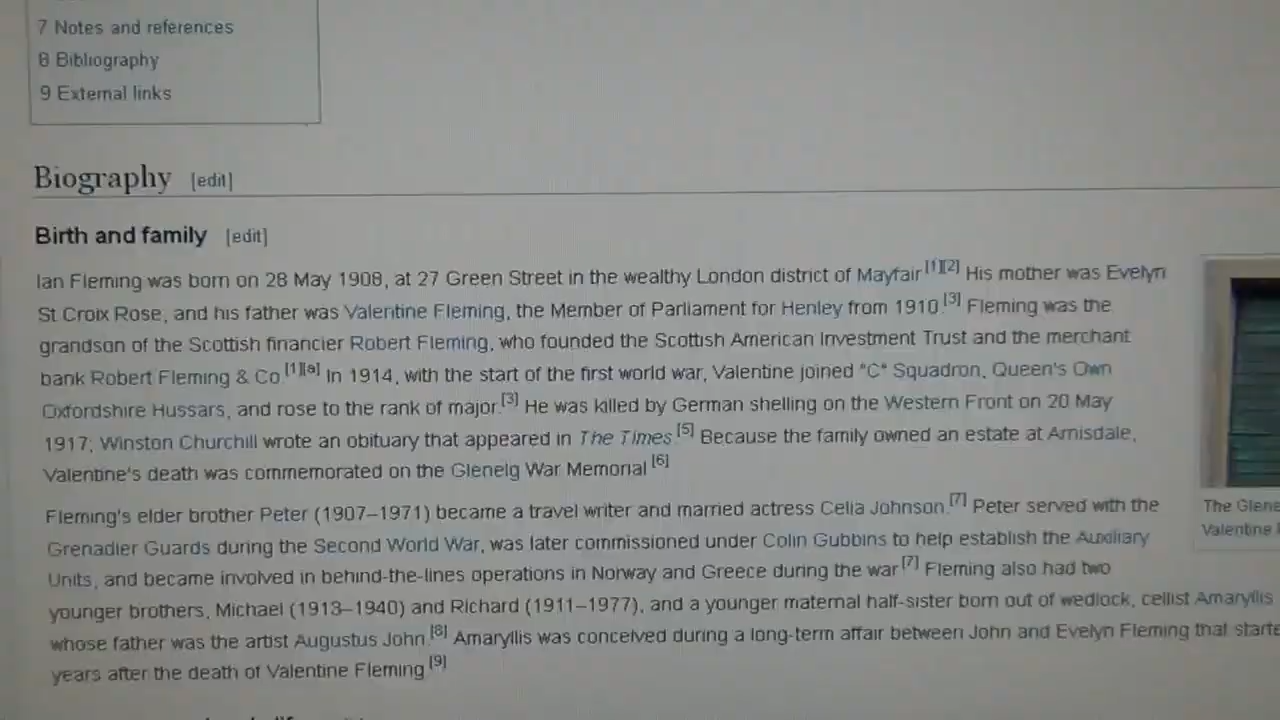 7 Notes and references
8 Bibliography
9 External links
Biography [edit]
Birth and family [edit]
Ian Fleming was born on 28 May 1908, at 27 Green Street in the wealthy London district of Mayfair.[1][2] His mother was Evelyn
St Croix Rose, and his father was Valentine Fleming, the Member of Parliament for Henley from 1910.[3] Fleming was the
grandson of the Scottish financier Robert Fleming, who founded the Scottish American Investment Trust and the merchant
bank Robert Fleming & Co.[1][a] In 1914, with the start of the first world war, Valentine joined "C" Squadron, Queen's Own
Oxfordshire Hussars, and rose to the rank of major.[3] He was killed by German shelling on the Western Front on 20 May
1917; Winston Churchill wrote an obituary that appeared in The Times.[5] Because the family owned an estate at Arnisdale,
Valentine's death was commemorated on the Glenelg War Memorial.[6]
Fleming's elder brother Peter (1907–1971) became a travel writer and married actress Celia Johnson.[7] Peter served with the
Grenadier Guards during the Second World War, was later commissioned under Colin Gubbins to help establish the Auxiliary
Units, and became involved in behind-the-lines operations in Norway and Greece during the war.[7] Fleming also had two
younger brothers, Michael (1913–1940) and Richard (1911–1977), and a younger maternal half-sister born out of wedlock, cellist Amaryllis
whose father was the artist Augustus John.[8] Amaryllis was conceived during a long-term affair between John and Evelyn Fleming that starte
years after the death of Valentine Fleming.[9]
The Glene
Valentine